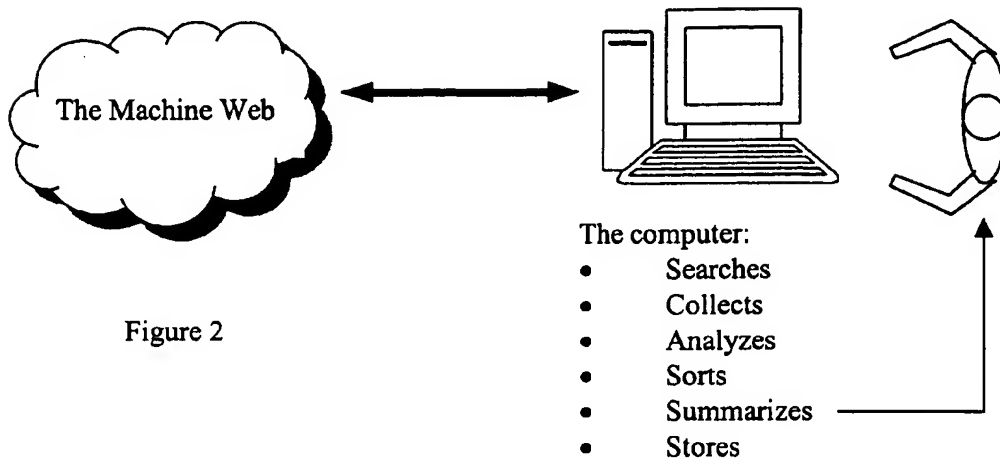 The Machine Web
The computer:
• Searches
• Collects
• Analyzes
• Sorts
• Summarizes
• Stores
Figure 2